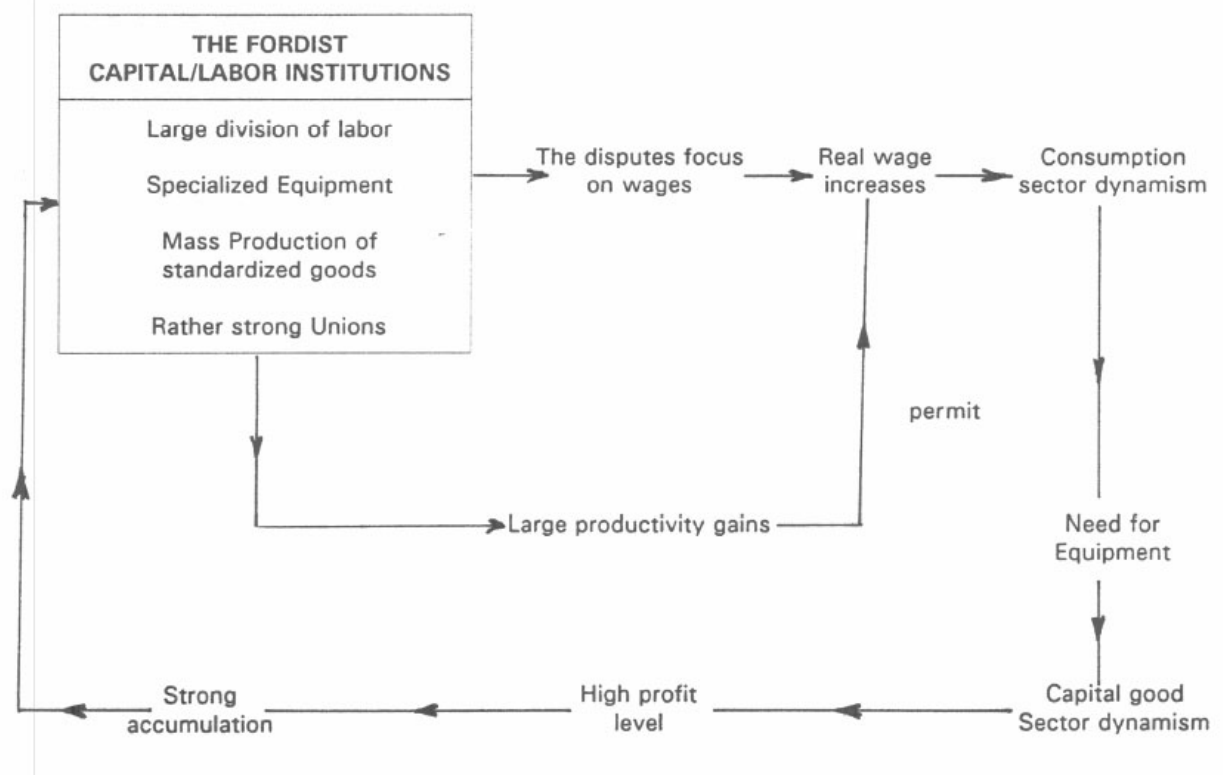 THE FORDIST
CAPITAL/LABOR INSTITUTIONS
Large division of labor
Specialized Equipment
Mass Production of
standardized goods
Rather strong Unions
The disputes focus
on wages
Real wage
increases
Consumption
sector dynamism
permit
Large productivity gains
Need for
Equipment
Strong
accumulation
High profit
level
Capital good
Sector dynamism